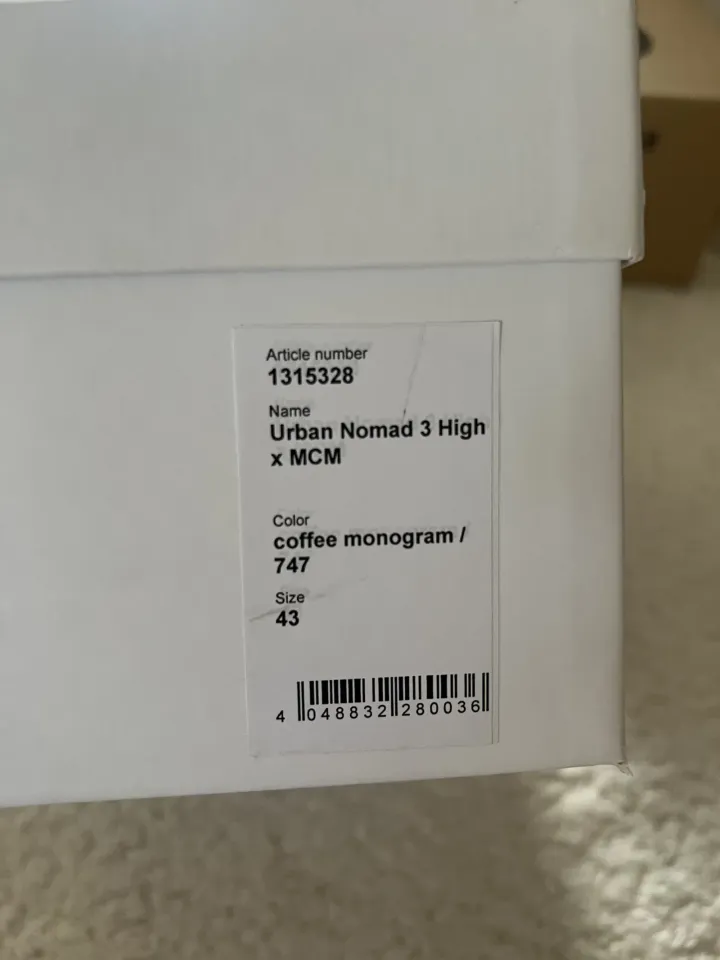 Article number
1315328
Name
Urban Nomad 3 High
x MCM
Color
coffee monogram /
747
Size
43
4 048832 280036